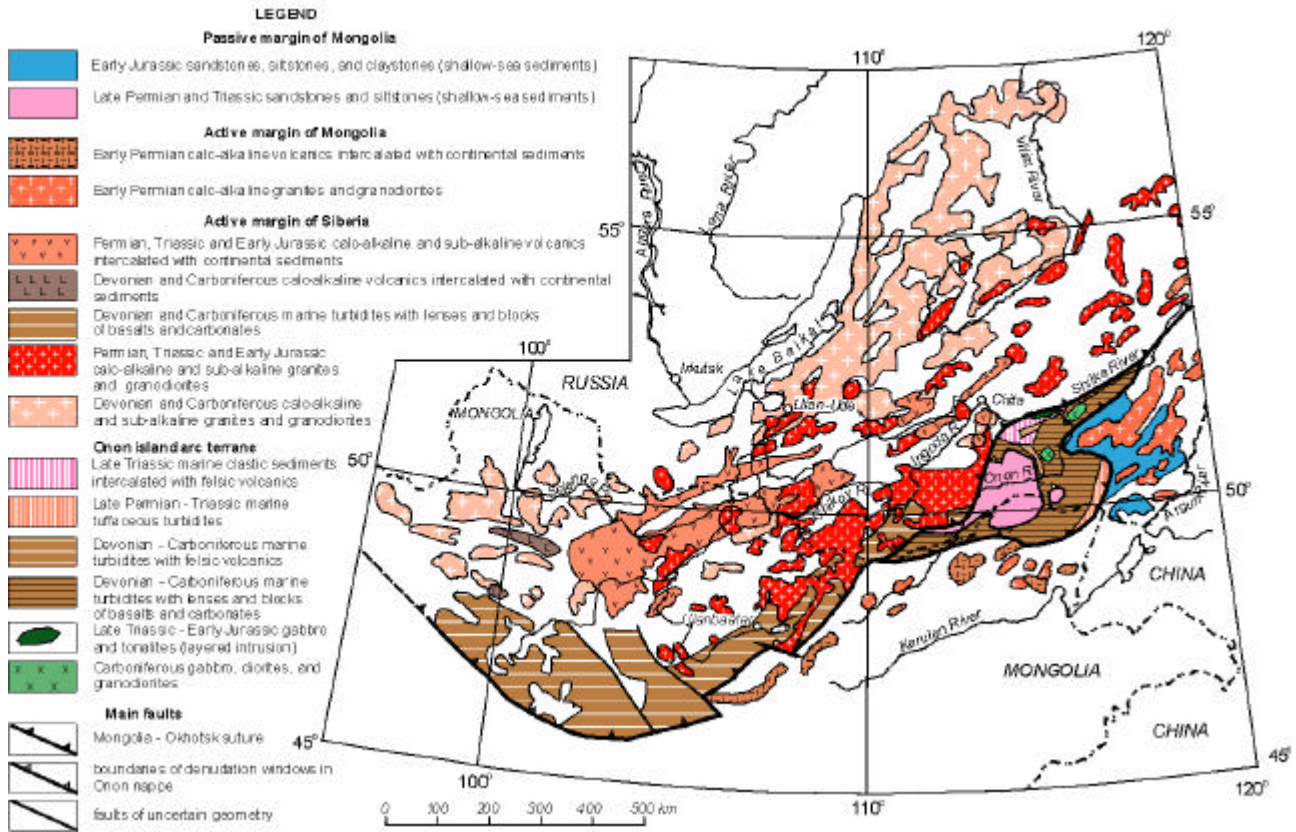 LEGEND
Passive margin of Mongolia
Early Jurassic sandstones, siltstones, and claystones (shallow-sea sediments)
Late Permian and Triassic sandstones and siltstones (shallow-sea sediments)
Active margin of Mongolia
Early Permian calc-alkaline volcanics intercalated with continental sediments
Early Permian calc-alkaline granites and granodiorites
Active margin of Siberia
Permian, Triassic and Early Jurassic calc-alkaline and sub-alkaline volcanics
intercalated with continental sediments
Devonian and Carboniferous calc-alkaline volcanics intercalated with continental
sediments
Devonian and Carboniferous marine turbidites with lenses and blocks
of basalts and carbonates
Permian, Triassic and Early Jurassic
calc-alkaline and sub-alkaline granites
and granodiorites
Devonian and Carboniferous calc-alkaline
and sub-alkaline granites and granodiorites
Onon island arc terrane
Late Triassic marine clastic sediments
intercalated with felsic volcanics
Late Permian - Triassic marine
tuffaceous turbidites
Devonian - Carboniferous marine
turbidites with felsic volcanics
Devonian - Carboniferous marine
turbidites with lenses and blocks
of basalts and carbonates
Late Triassic - Early Jurassic gabbro
and tonalites (layered intrusion)
Carboniferous gabbro, diorites, and
granodiorites
Main faults
Mongolia - Okhotsk suture
boundaries of denudation windows in
Onon nappe
faults of uncertain geometry
110°
120°
Vitim River
Lena River
Angara River
55°
55°
100°
Lake Baikal
Irkutsk
RUSSIA
MONGOLIA
Ulan-Ude
Chita
Shilka River
Ingoda R.
50°
Selenga R.
Chikoy R.
Onon R.
50°
Argun River
CHINA
Ulanbaatar
Kerulen River
MONGOLIA
CHINA
45°
45°
100°
110°
120°
0 100 200 300 400 500 km